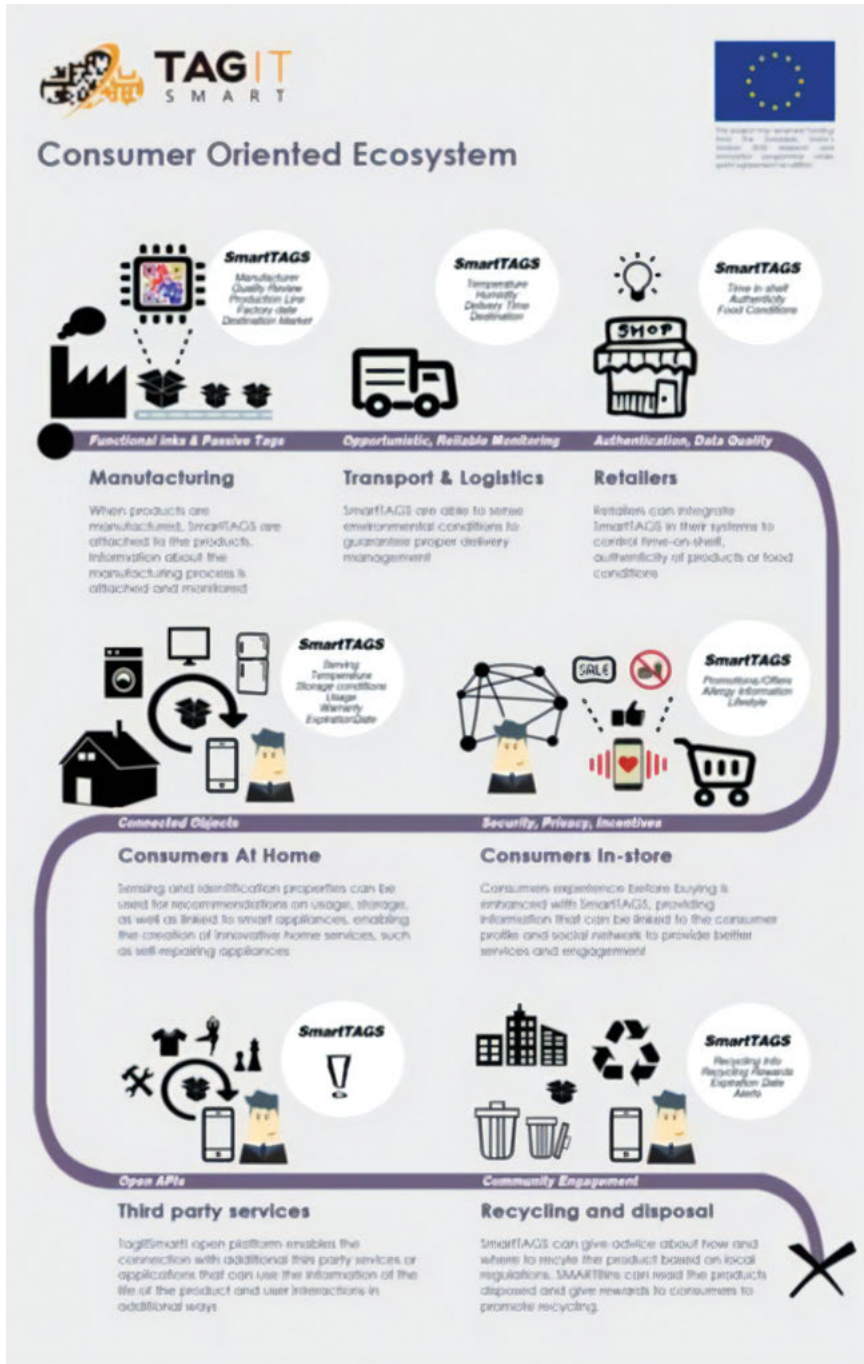 TAGIT
SMART
Consumer Oriented Ecosystem
SmartTAGS
Manufacturer
Quality Review
Production Line
Factory date
Destination Market
SmartTAGS
Temperature
Humidity
Delivery Time
Destination
SmartTAGS
Time in shelf
Authenticity
Food Conditions
SHOP
Functional inks & Passive Tags
Opportunistic, Reliable Monitoring
Authentication, Data Quality
Manufacturing
When products are
manufactured, SmartTAGS are
attached to the products.
Information about the
manufacturing process is
attached and monitored
Transport & Logistics
SmartTAGS are able to sense
environmental conditions to
guarantee proper delivery
management
Retailers
Retailers can integrate
SmartTAGS in their systems to
control time-on-shelf,
authenticity of products or food
conditions
SmartTAGS
Serving
Temperature
Storage conditions
Usage
Warranty
ExpirationDate
SALE
SmartTAGS
Promotions/Offers
Allergy Information
Lifestyle
Connected Objects
Security, Privacy, Incentives
Consumers At Home
Sensing and identification properties can be
used for recommendations on usage, storage,
as well as linked to smart appliances, enabling
the creation of innovative home services, such
as self-repairing appliances
Consumers In-store
Consumers experience before buying is
enhanced with SmartTAGS, providing
information that can be linked to the consumer
profile and social network to provide better
services and engagement
SmartTAGS
!
SmartTAGS
Recycling Info
Recycling Rewards
Expiration Date
Alerts
Open APIs
Community Engagement
Third party services
TagItSmart! open platform enables the
connection with additional third party services or
applications that can use the information of the
life of the product and user interactions in
additional ways
Recycling and disposal
SmartTAGS can give advice about how and
where to recycle the product based on local
regulations. SMARTBins can read the products
disposed and give rewards to consumers to
promote recycling.